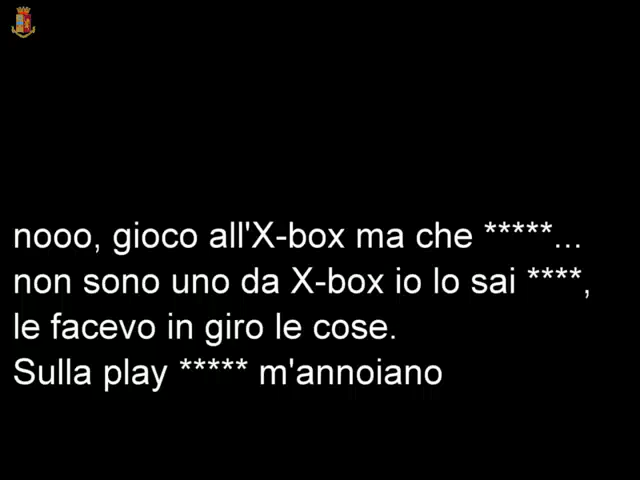 nooo, gioco all'X-box ma che *****...
non sono uno da X-box io lo sai ****,
le facevo in giro le cose.
Sulla play ***** m'annoiano